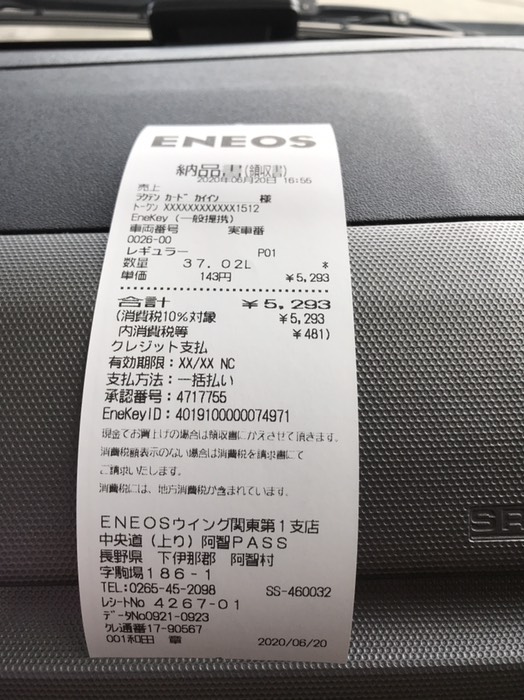 ENEOS
納品書(領収書)
2020年06月20日 16:55
売上
ﾗｸﾃﾝ ｶｰﾄﾞ ｶｲｲﾝ 様
ﾄｰｸﾝ XXXXXXXXXXXX1512
EneKey (一般提携)
車両番号 実車番
0026-00
レギュラー P01
数量 37.02L *
単価 143円 ¥5,293
合計 ¥5,293
(消費税10%対象 ¥5,293
内消費税等 ¥481)
クレジット支払
有効期限：XX/XX NC
支払方法：一括払い
承認番号：4717755
EneKeyID：4019100000074971
現金でお買上げの場合は領収書にかえさせて頂きます。
消費税額表示のない場合は消費税を請求書にて
ご請求いたします。
消費税には、地方消費税が含まれています。
ENEOSウイング関東第1支店
中央道（上り）阿智PASS
長野県 下伊那郡 阿智村
字駒場186-1
TEL:0265-45-2098 SS-460032
ﾚｼｰﾄNo 4267-01
ﾃﾞｰﾀNo0921-0923
ｸﾚ通番17-90567
001和田 章 2020/06/20